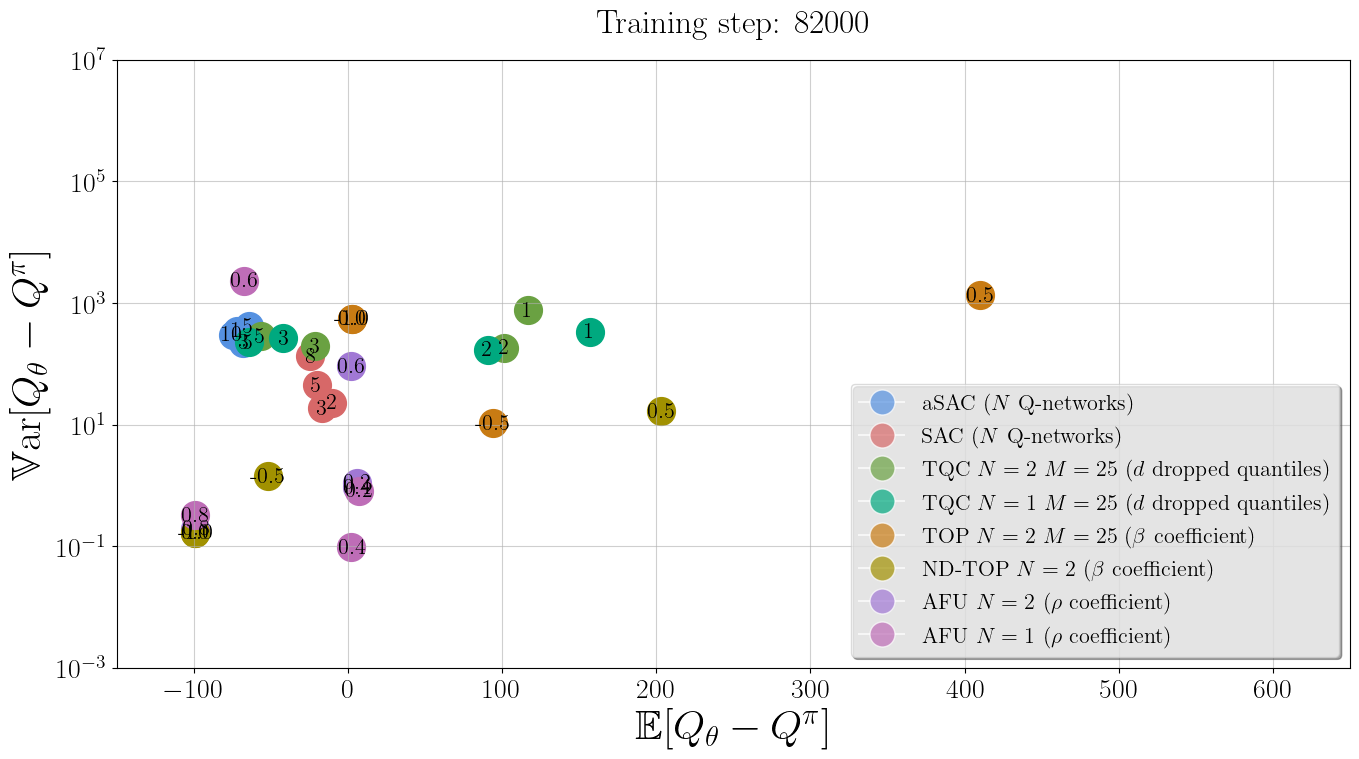 Training step: 82000
10^7
10^5
10^3
10^1
10^{-1}
10^{-3}
𝕍ar[Q_θ − Q^π]
0.6
0.5
1
1
10
5
5
3
3
8
2
2
0.6
5
3
2
-0.5
0.5
-0.5
0.8
0.4
aSAC (N Q-networks)
SAC (N Q-networks)
TQC N = 2 M = 25 (d dropped quantiles)
TQC N = 1 M = 25 (d dropped quantiles)
TOP N = 2 M = 25 (β coefficient)
ND-TOP N = 2 (β coefficient)
AFU N = 2 (ρ coefficient)
AFU N = 1 (ρ coefficient)
−100 0 100 200 300 400 500 600
𝔼[Q_θ − Q^π]